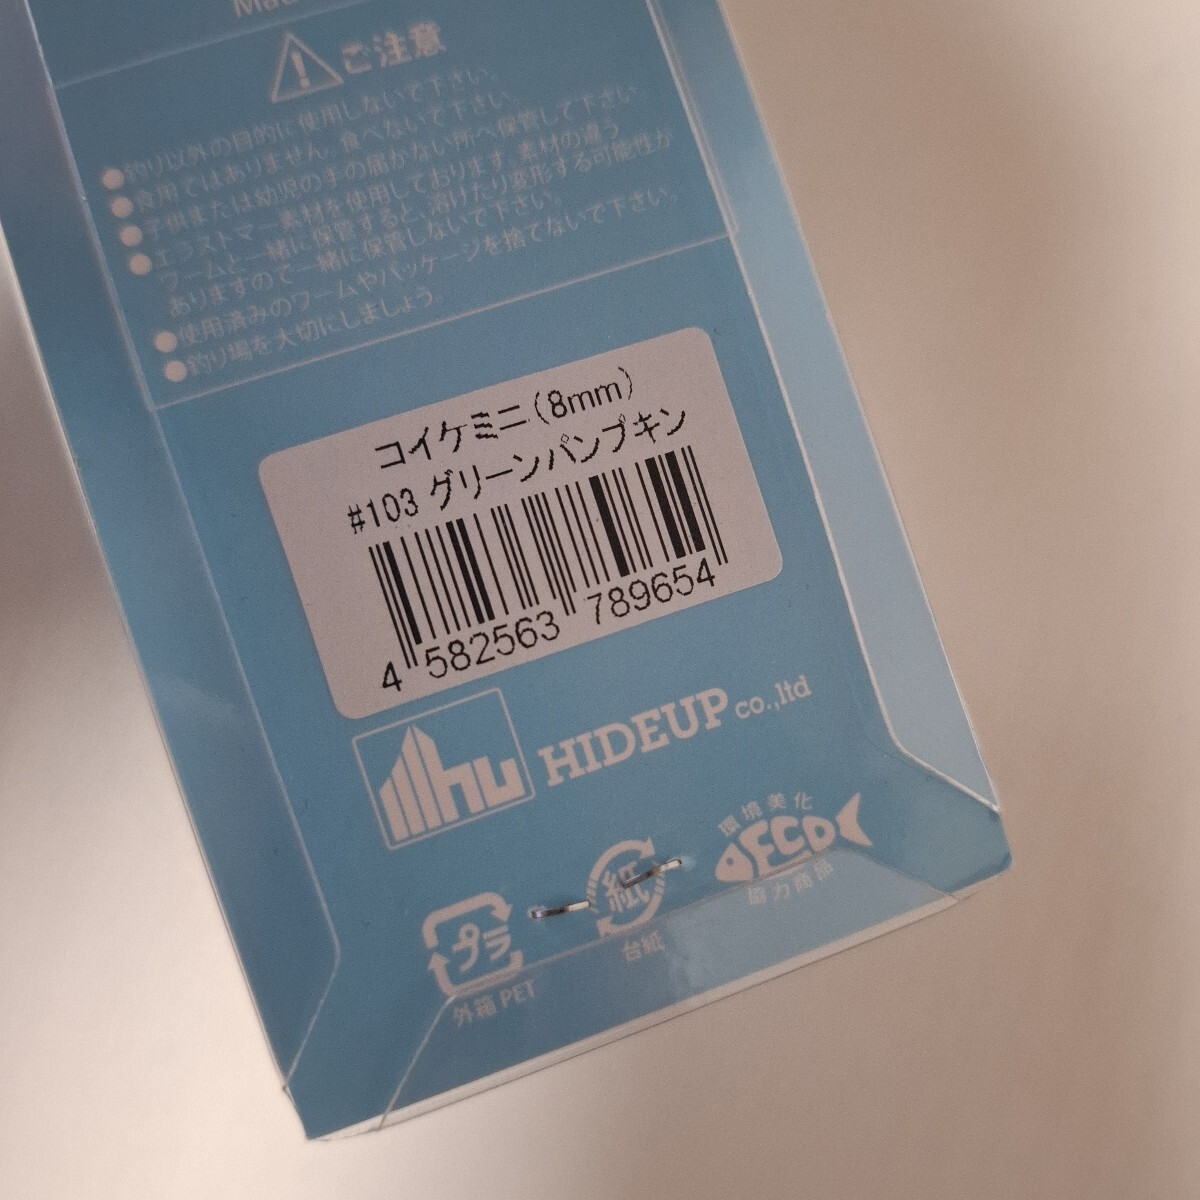 Mad
ご注意
●釣り以外の目的に使用しないで下さい。
●食用ではありません。食べないで下さい。
●子供または幼児の手の届かない所へ保管して下さい。
●エラストマー素材を使用しております。素材の違う
ワームと一緒に保管すると、溶けたり変形する可能性が
ありますので一緒に保管しないで下さい。
●使用済みのワームやパッケージを捨てないで下さい。
●釣り場を大切にしましょう。
コイケミニ（8mm）
#103 グリーンパンプキン
4 582563 789654
hu HIDEUP co.,ltd
環境美化
ECO
協力商品
紙
台紙
プラ
外箱 PET